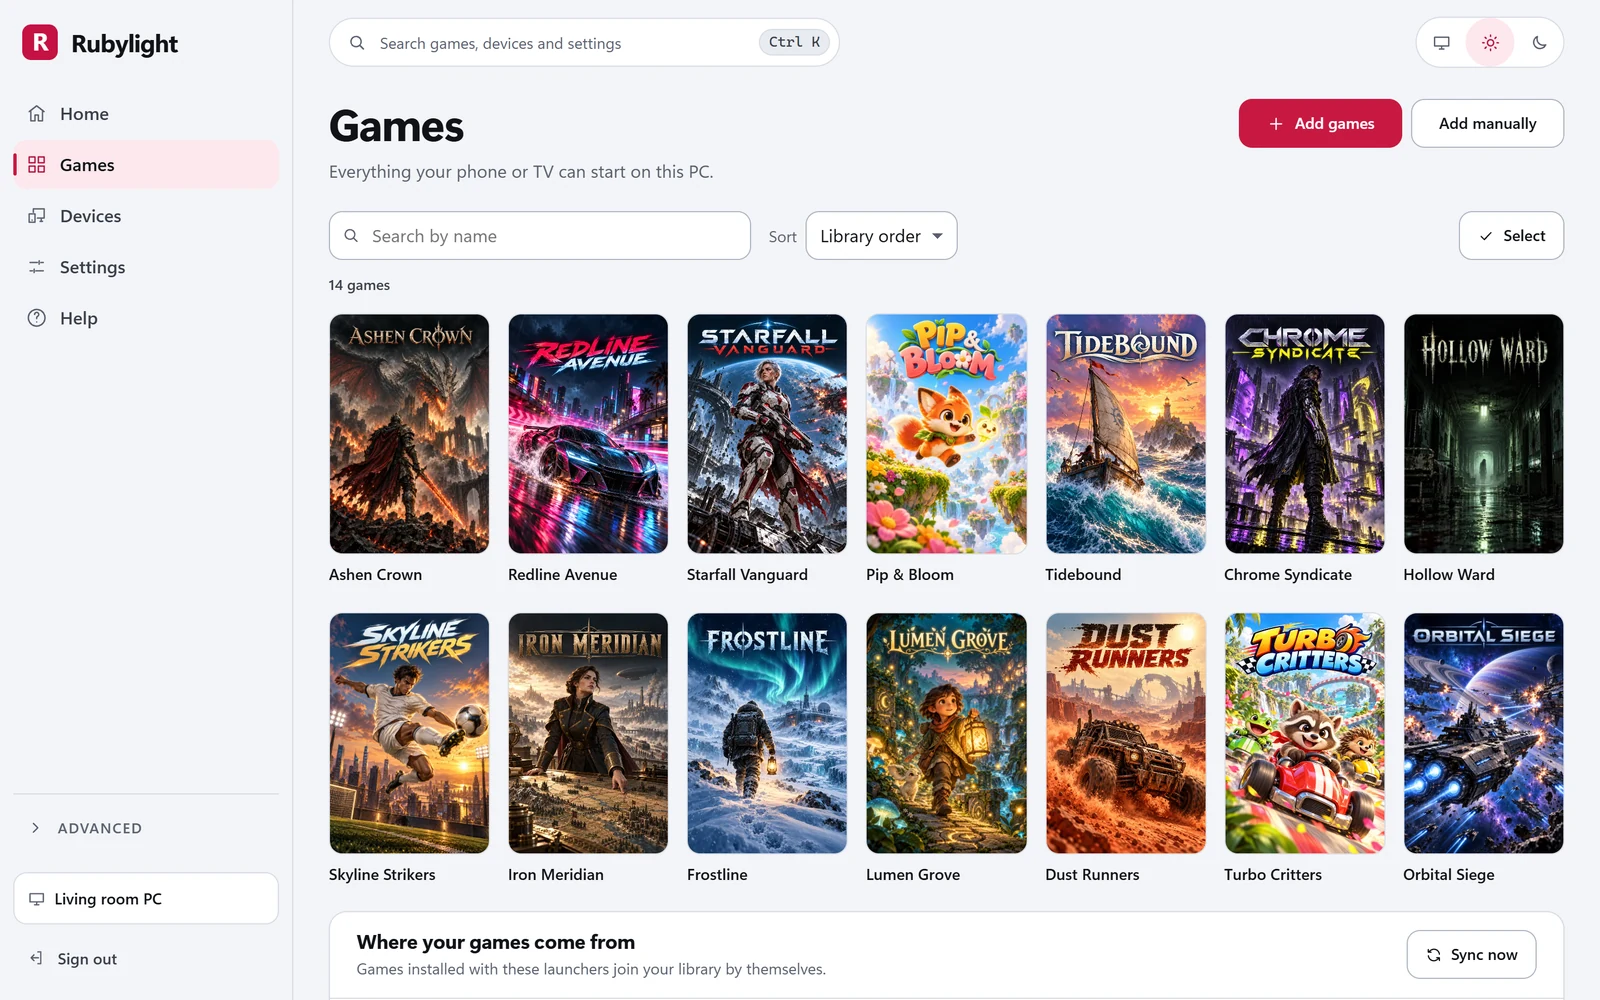 R Rubylight
Search games, devices and settings Ctrl K
Home
Games
Devices
Settings
Help
ADVANCED
Living room PC
Sign out
Games
Everything your phone or TV can start on this PC.
+ Add games
Add manually
Search by name
Sort Library order
Select
14 games
ASHEN CROWN
REDLINE
AVENUE
STARFALL
VANGUARD
PIP &
BLOOM
TIDEBOUND
CHROME
SYNDICATE
HOLLOW WARD
Ashen Crown
Redline Avenue
Starfall Vanguard
Pip & Bloom
Tidebound
Chrome Syndicate
Hollow Ward
SKYLINE
STRIKERS
IRON MERIDIAN
FROSTLINE
LUMEN GROVE
DUST
RUNNERS
TURBO
CRITTERS
ORBITAL SIEGE
Skyline Strikers
Iron Meridian
Frostline
Lumen Grove
Dust Runners
Turbo Critters
Orbital Siege
Where your games come from
Games installed with these launchers join your library by themselves.
Sync now